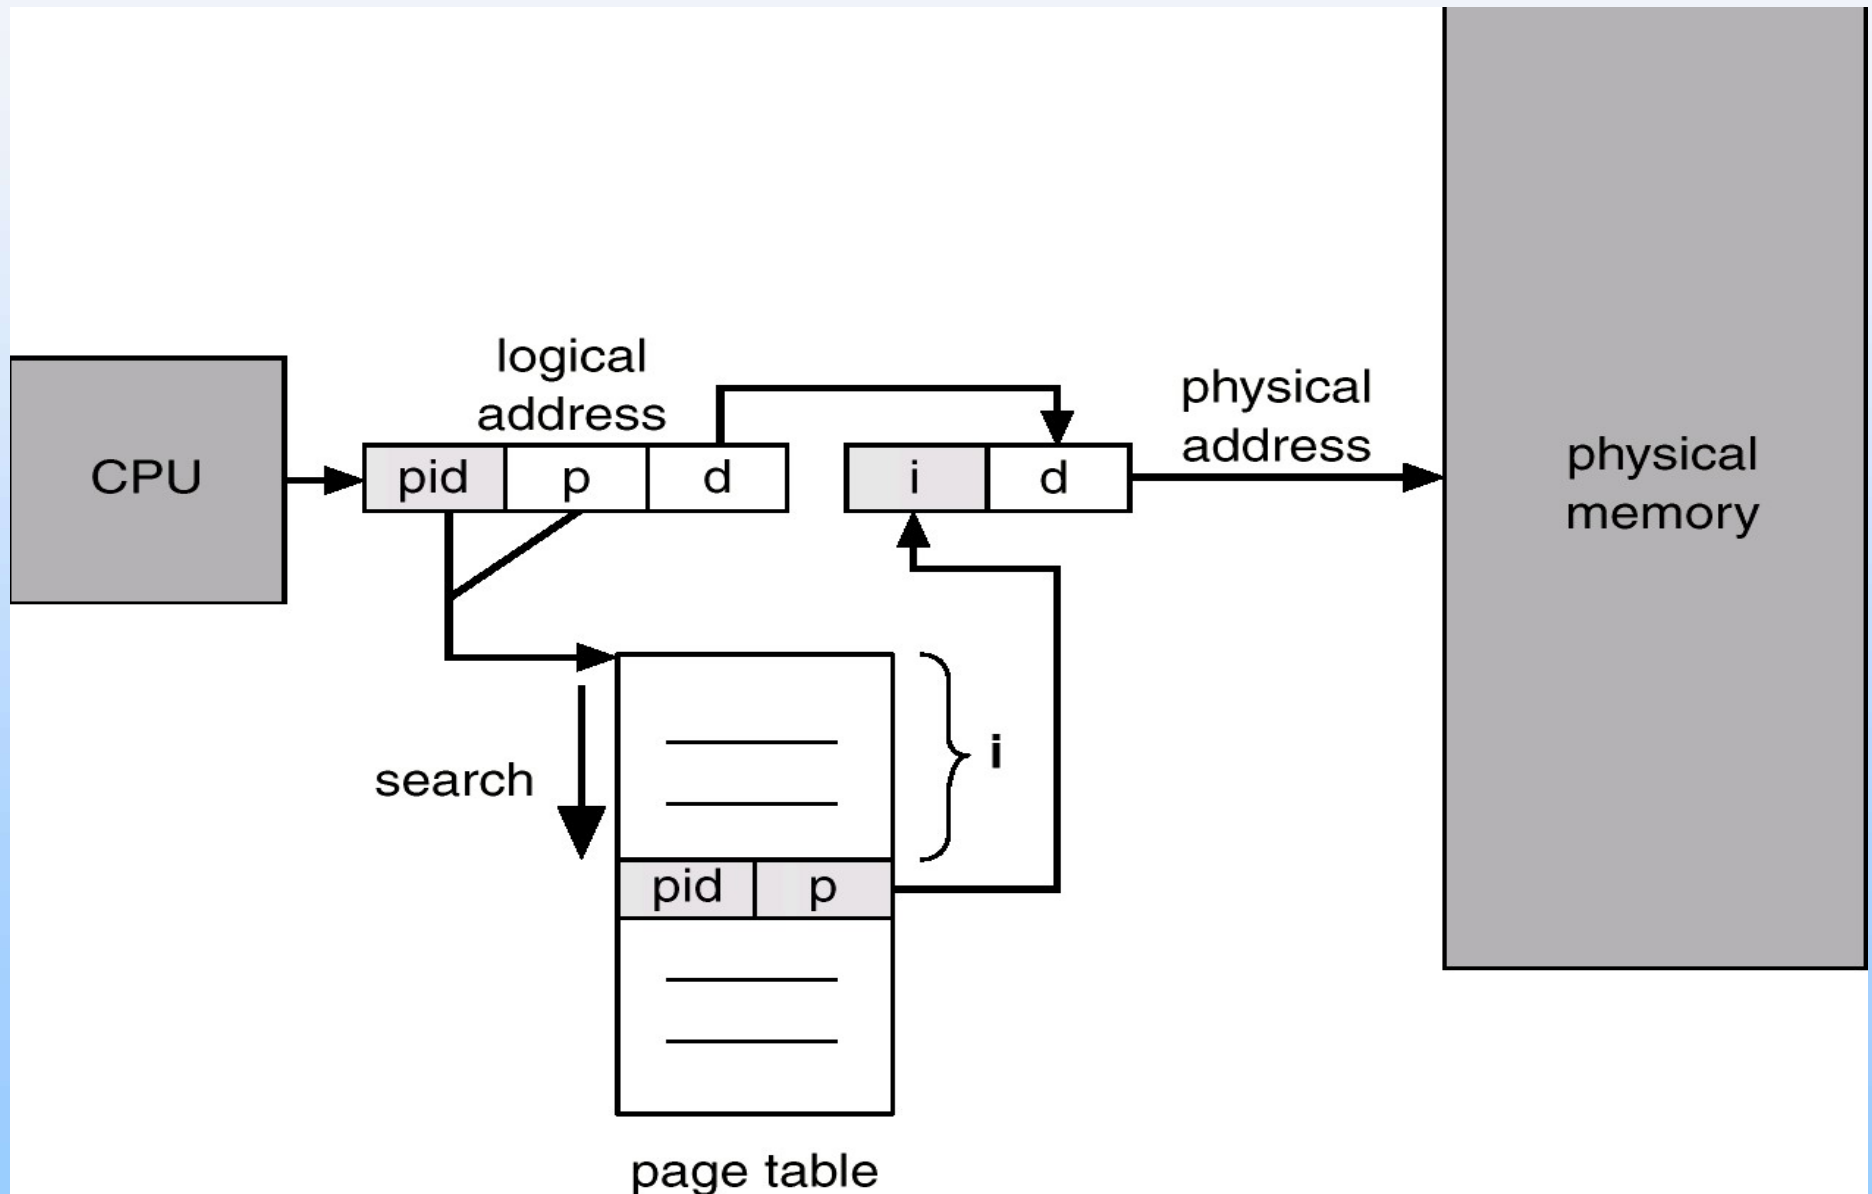 logical
address
CPU
pid
p
d
i
d
physical
address
physical
memory
search
i
pid
p
page table